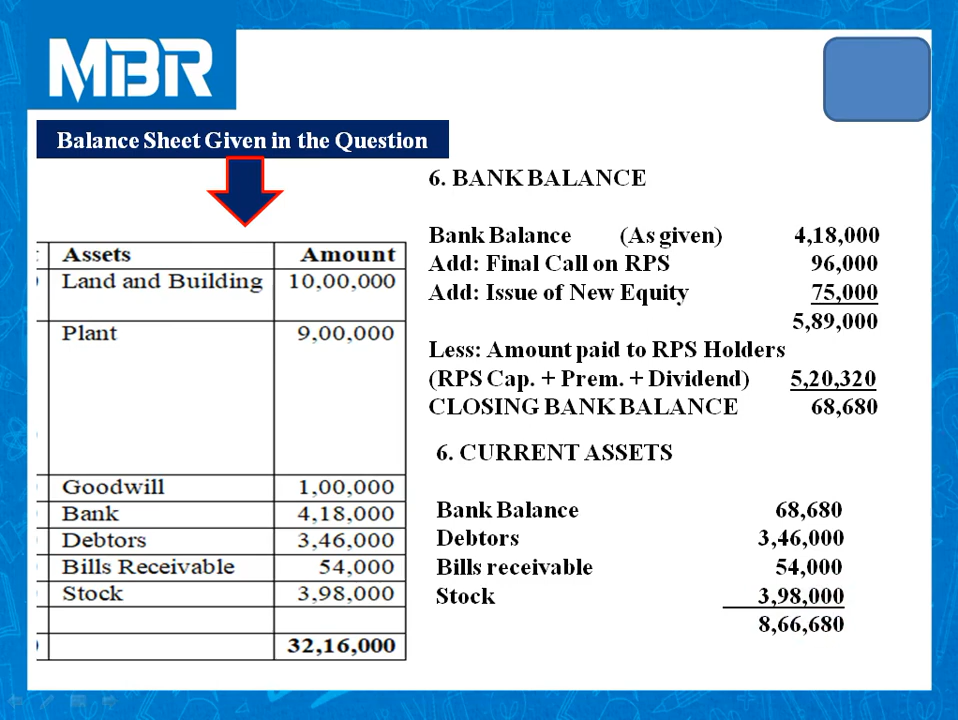 MBR
Balance Sheet Given in the Question
Assets Amount
Land and Building 10,00,000
Plant 9,00,000
Goodwill 1,00,000
Bank 4,18,000
Debtors 3,46,000
Bills Receivable 54,000
Stock 3,98,000
32,16,000
6. BANK BALANCE
Bank Balance (As given) 4,18,000
Add: Final Call on RPS 96,000
Add: Issue of New Equity 75,000
5,89,000
Less: Amount paid to RPS Holders
(RPS Cap. + Prem. + Dividend) 5,20,320
CLOSING BANK BALANCE 68,680
6. CURRENT ASSETS
Bank Balance 68,680
Debtors 3,46,000
Bills receivable 54,000
Stock 3,98,000
8,66,680